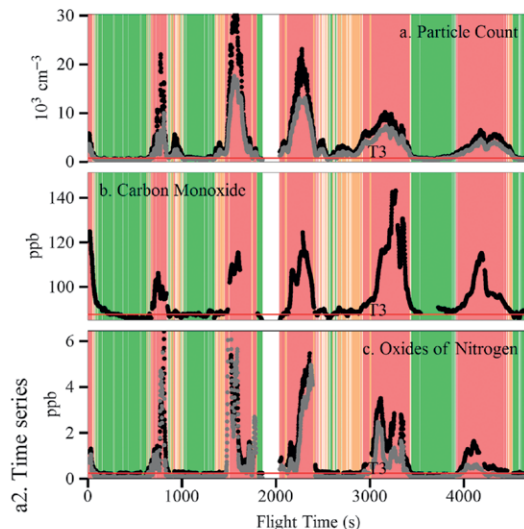 30
20
10
0
10³ cm⁻³
a. Particle Count
T3
140
120
100
ppb
b. Carbon Monoxide
T3
6
4
2
0
ppb
c. Oxides of Nitrogen
T3
a2. Time series
0 1000 2000 3000 4000
Flight Time (s)